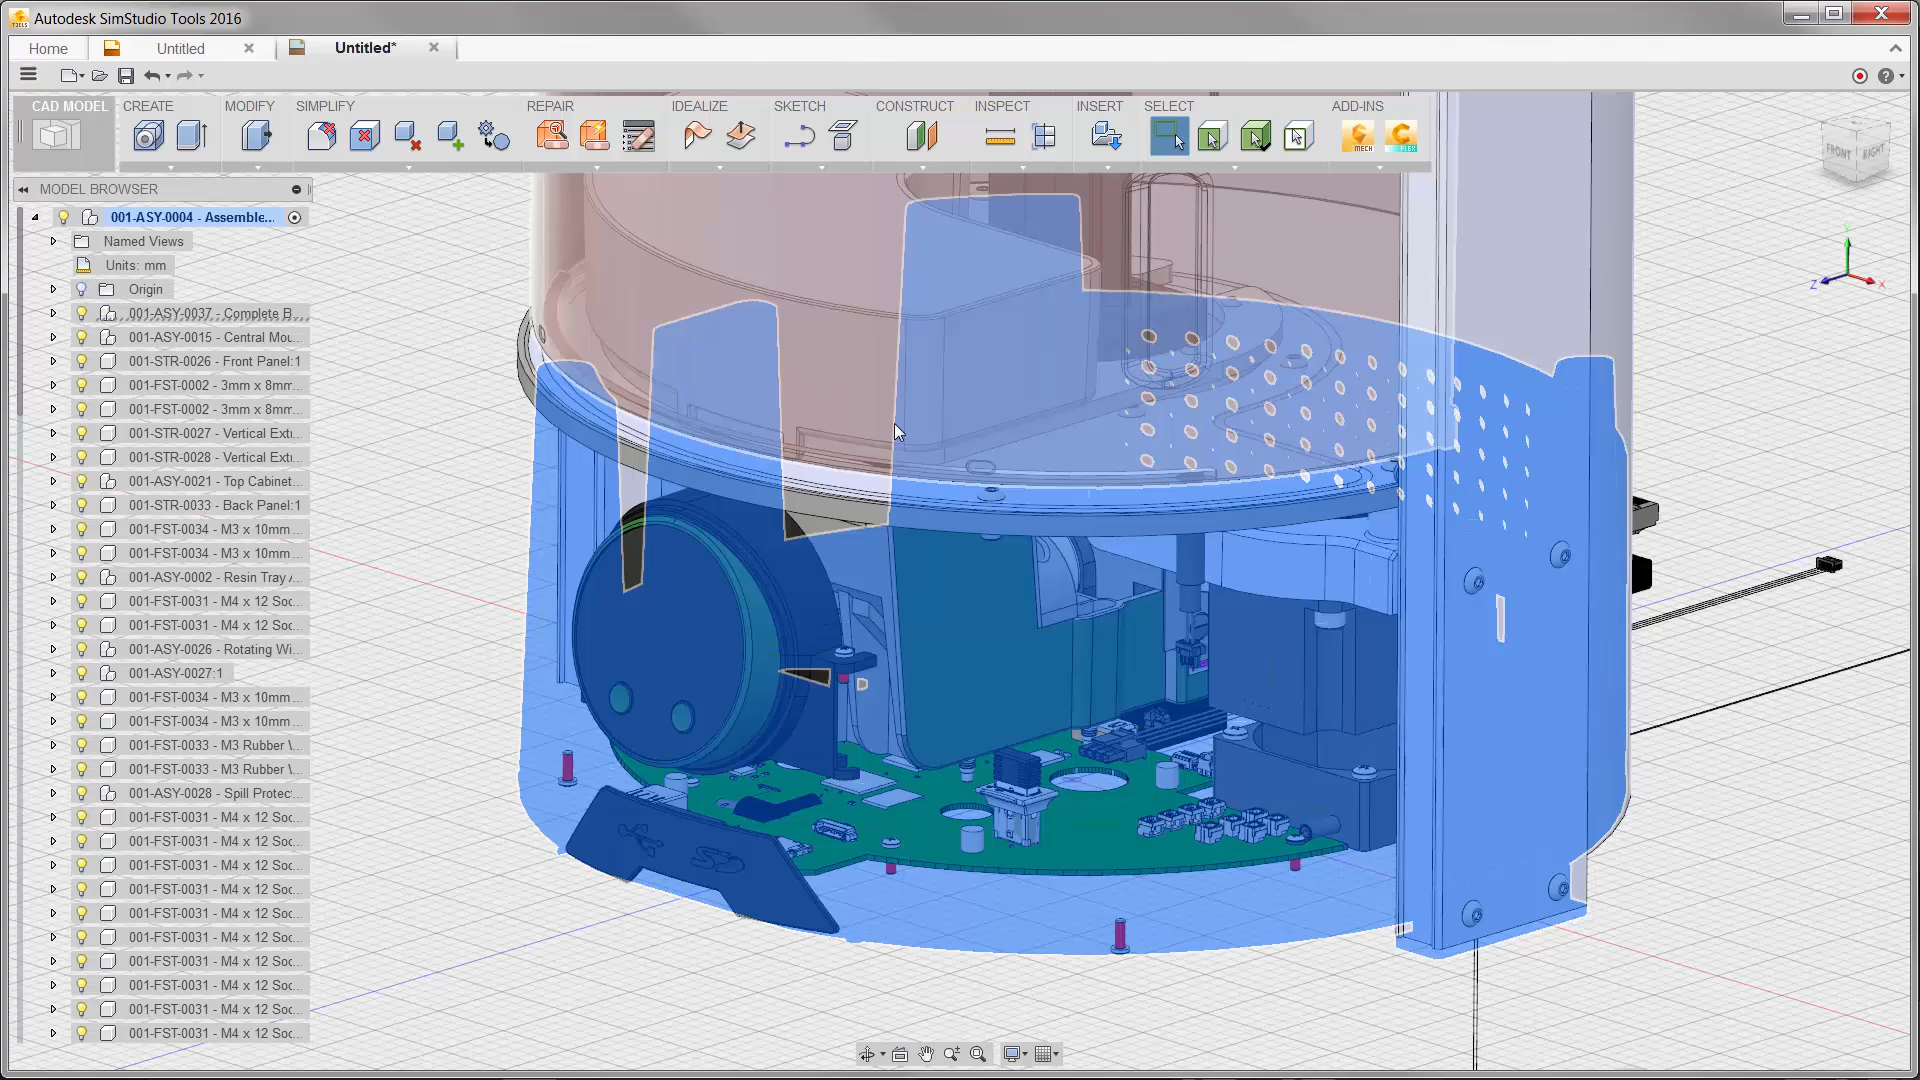 Autodesk SimStudio Tools 2016
Home
Untitled
Untitled*
CAD MODEL
CREATE
MODIFY
SIMPLIFY
REPAIR
IDEALIZE
SKETCH
CONSTRUCT
INSPECT
INSERT
SELECT
ADD-INS
MECH
FLEX
FRONT
RIGHT
Y
Z
X
MODEL BROWSER
001-ASY-0004 - Assemble...
Named Views
Units: mm
Origin
001-ASY-0037 - Complete B...
001-ASY-0015 - Central Mou...
001-STR-0026 - Front Panel:1
001-FST-0002 - 3mm x 8mm...
001-FST-0002 - 3mm x 8mm...
001-STR-0027 - Vertical Extr...
001-STR-0028 - Vertical Extr...
001-ASY-0021 - Top Cabinet...
001-STR-0033 - Back Panel:1
001-FST-0034 - M3 x 10mm...
001-FST-0034 - M3 x 10mm...
001-ASY-0002 - Resin Tray
001-FST-0031 - M4 x 12 Soc...
001-FST-0031 - M4 x 12 Soc...
001-ASY-0026 - Rotating Wi...
001-ASY-0027:1
001-FST-0034 - M3 x 10mm...
001-FST-0034 - M3 x 10mm...
001-FST-0033 - M3 Rubber
001-FST-0033 - M3 Rubber
001-ASY-0028 - Spill Protec...
001-FST-0031 - M4 x 12 Soc...
001-FST-0031 - M4 x 12 Soc...
001-FST-0031 - M4 x 12 Soc...
001-FST-0031 - M4 x 12 Soc...
001-FST-0031 - M4 x 12 Soc...
001-FST-0031 - M4 x 12 Soc...
001-FST-0031 - M4 x 12 Soc...
001-FST-0031 - M4 x 12 Soc...
001-FST-0031 - M4 x 12 Soc...
001-FST-0031 - M4 x 12 Soc...